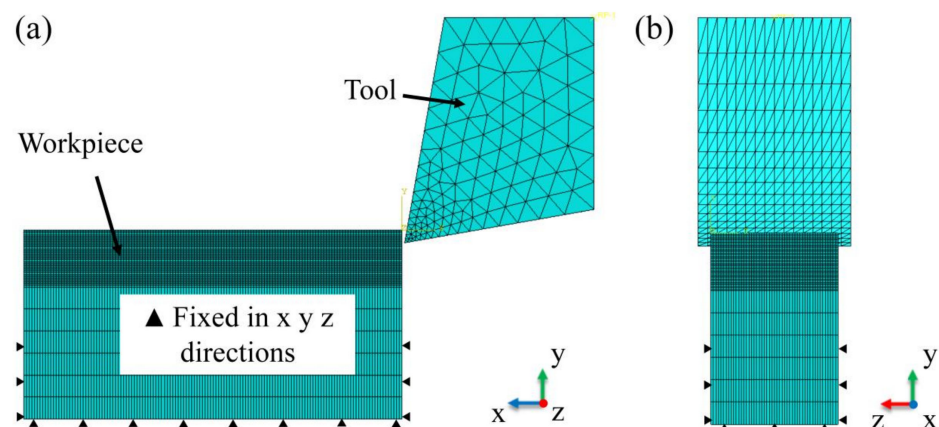 (a)
(b)
Tool
Workpiece
▲ Fixed in x y z
directions
y
x
z
y
z
x